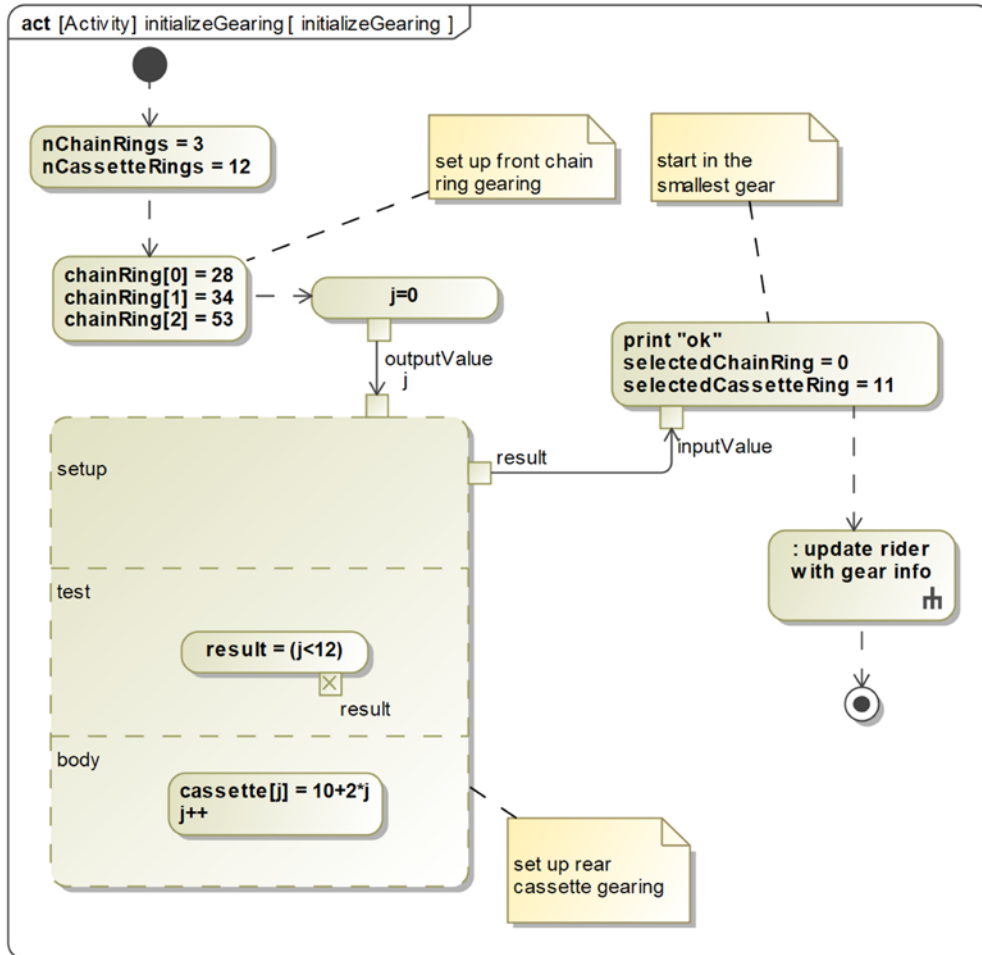 act [Activity] initializeGearing [ initializeGearing ]
nChainRings = 3
nCassetteRings = 12
set up front chain
ring gearing
start in the
smallest gear
chainRing[0] = 28
chainRing[1] = 34
chainRing[2] = 53
j=0
outputValue
j
print "ok"
selectedChainRing = 0
selectedCassetteRing = 11
inputValue
setup
result
: update rider
with gear info
test
result = (j<12)
result
body
cassette[j] = 10+2*j
j++
set up rear
cassette gearing